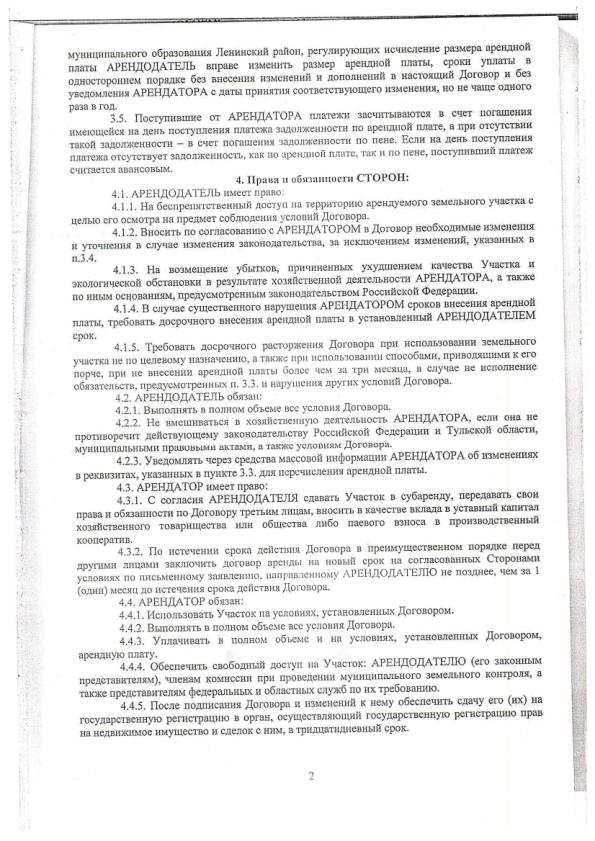 муниципального образования Ленинский район, регулирующих исчисление размера арендной
платы АРЕНДОДАТЕЛЬ вправе изменить размер арендной платы, сроки уплаты в
одностороннем порядке без внесения изменений и дополнений в настоящий Договор и без
уведомления АРЕНДАТОРА с даты принятия соответствующего изменения, но не чаще одного
раза в год.
3.5. Поступившие от АРЕНДАТОРА платежи засчитываются в счет погашения
имеющейся на день поступления платежа задолженности по арендной плате, а при отсутствии
такой задолженности – в счет погашения задолженности по пене. Если на день поступления
платежа отсутствует задолженность, как по арендной плате, так и по пене, поступивший платеж
считается авансовым.
4. Права и обязанности СТОРОН:
4.1. АРЕНДОДАТЕЛЬ имеет право:
4.1.1. На беспрепятственный доступ на территорию арендуемого земельного участка с
целью его осмотра на предмет соблюдения условий Договора.
4.1.2. Вносить по согласованию с АРЕНДАТОРОМ в Договор необходимые изменения
и уточнения в случае изменения законодательства, за исключением изменений, указанных в
п.3.4.
4.1.3. На возмещение убытков, причиненных ухудшением качества Участка и
экологической обстановки в результате хозяйственной деятельности АРЕНДАТОРА, а также
по иным основаниям, предусмотренным законодательством Российской Федерации.
4.1.4. В случае существенного нарушения АРЕНДАТОРОМ сроков внесения арендной
платы, требовать досрочного внесения арендной платы в установленный АРЕНДОДАТЕЛЕМ
срок.
4.1.5. Требовать досрочного расторжения Договора при использовании земельного
участка не по целевому назначению, а также при использовании способами, приводящими к его
порче, при не внесении арендной платы более чем за три месяца, в случае не исполнение
обязательств, предусмотренных п. 3.3. и нарушения других условий Договора.
4.2. АРЕНДОДАТЕЛЬ обязан:
4.2.1. Выполнять в полном объеме все условия Договора.
4.2.2. Не вмешиваться в хозяйственную деятельность АРЕНДАТОРА, если она не
противоречит действующему законодательству Российской Федерации и Тульской области,
муниципальными правовыми актами, а также условиям Договора.
4.2.3. Уведомлять через средства массовой информации АРЕНДАТОРА об изменениях
в реквизитах, указанных в пункте 3.3. для перечисления арендной платы.
4.3. АРЕНДАТОР имеет право:
4.3.1. С согласия АРЕНДОДАТЕЛЯ сдавать Участок в субаренду, передавать свои
права и обязанности по Договору третьим лицам, вносить в качестве вклада в уставный капитал
хозяйственного товарищества или общества либо паевого взноса в производственный
кооператив.
4.3.2. По истечении срока действия Договора в преимущественном порядке перед
другими лицами заключить договор аренды на новый срок на согласованных Сторонами
условиях по письменному заявлению, направленному АРЕНДОДАТЕЛЮ не позднее, чем за 1
(один) месяц до истечения срока действия Договора.
4.4. АРЕНДАТОР обязан:
4.4.1. Использовать Участок на условиях, установленных Договором.
4.4.2. Выполнять в полном объеме все условия Договора.
4.4.3. Уплачивать в полном объеме и на условиях, установленных Договором,
арендную плату.
4.4.4. Обеспечить свободный доступ на Участок: АРЕНДОДАТЕЛЮ (его законным
представителям), членам комиссии при проведении муниципального земельного контроля, а
также представителям федеральных и областных служб по их требованию.
4.4.5. После подписания Договора и изменений к нему обеспечить сдачу его (их) на
государственную регистрацию в орган, осуществляющий государственную регистрацию прав
на недвижимое имущество и сделок с ним, в тридцатидневный срок.
2